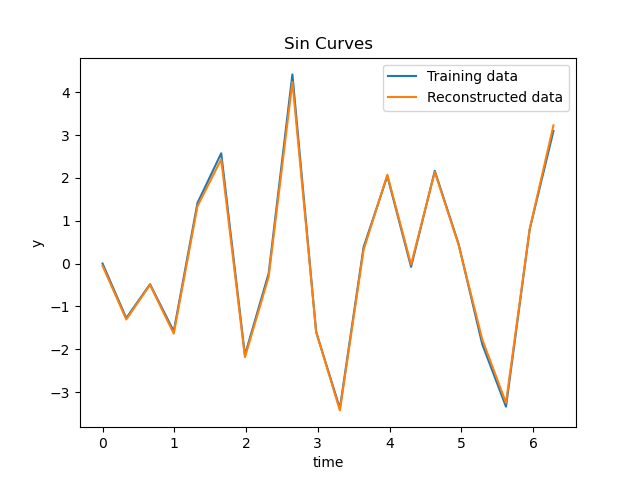 Sin Curves
Training data
Reconstructed data
4
3
2
1
0
−1
−2
−3
y
0 1 2 3 4 5 6
time